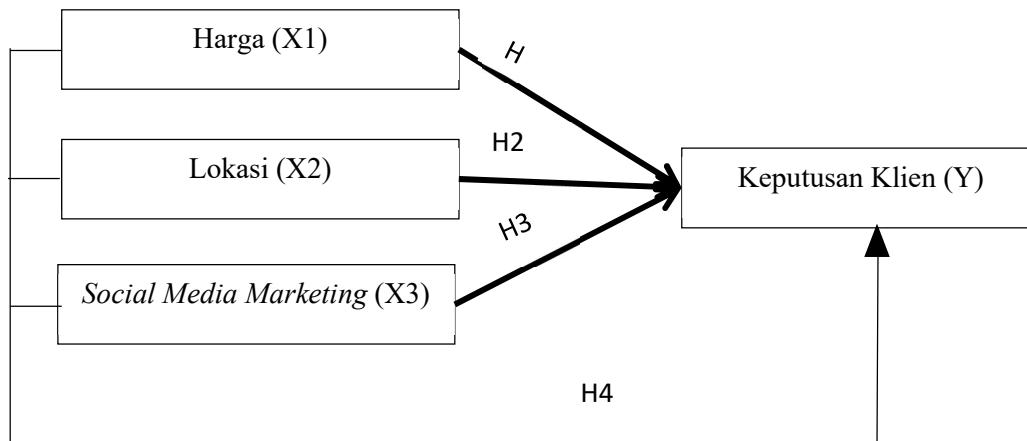 Harga (X1)
H
H2
Lokasi (X2)
Keputusan Klien (Y)
H3
Social Media Marketing (X3)
H4